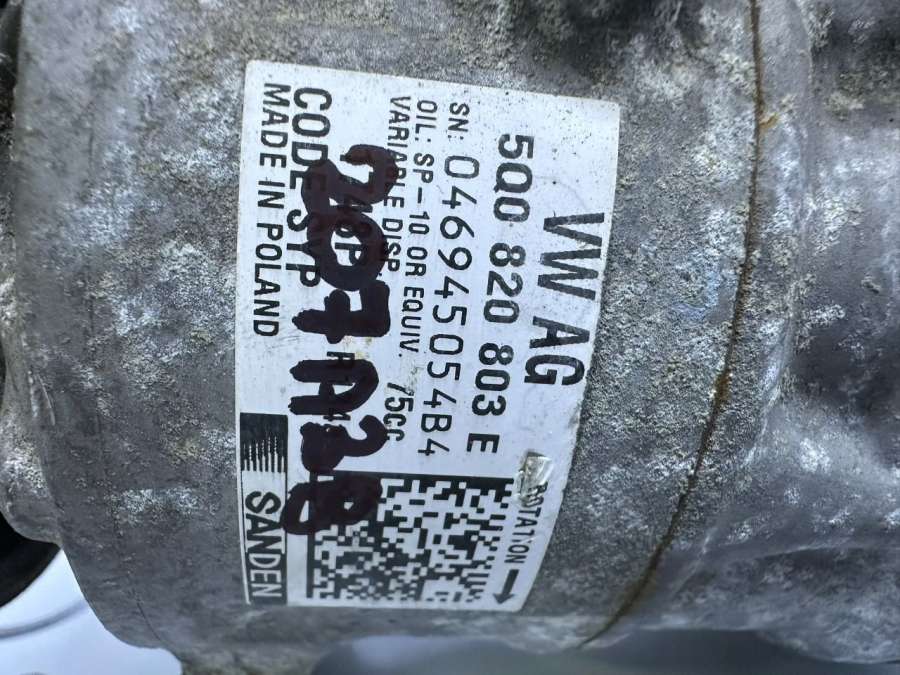 VW AG
5Q0 820 803 E
SN: 0469450 54B4
OIL: SP-10 OR EQUIV. 75CC
VARIABLE DISP
CODE SYP
MADE IN POLAND
SANDEN
ROTATION →
207A28